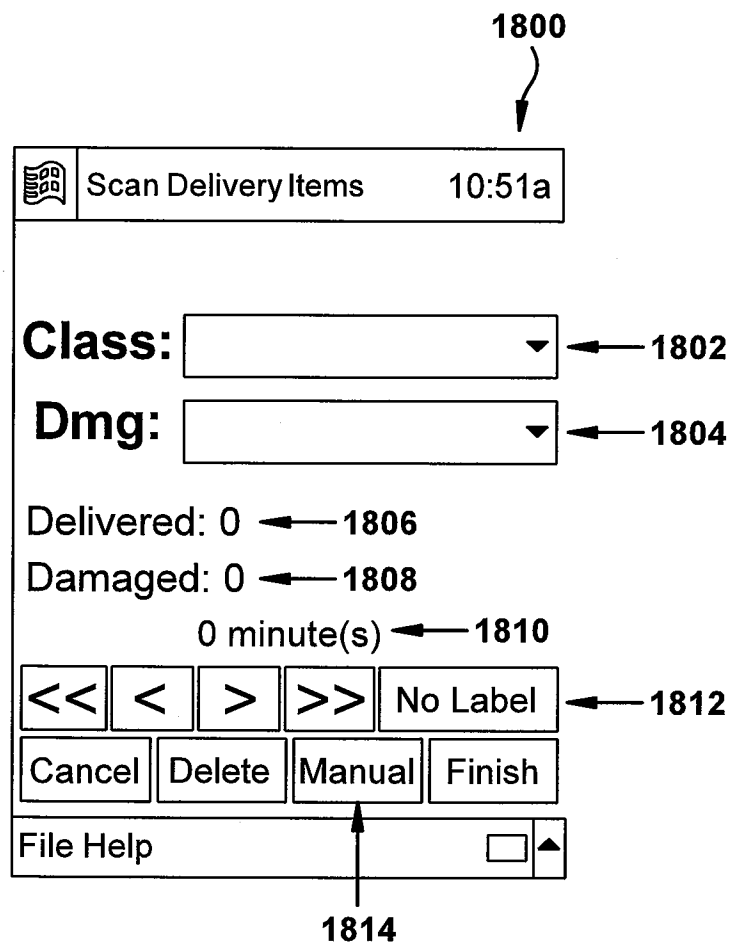 1800
Scan Delivery Items 10:51a
Class: 1802
Dmg: 1804
Delivered: 0 1806
Damaged: 0 1808
0 minute(s) 1810
<< < > >> No Label 1812
Cancel Delete Manual Finish
File Help
1814